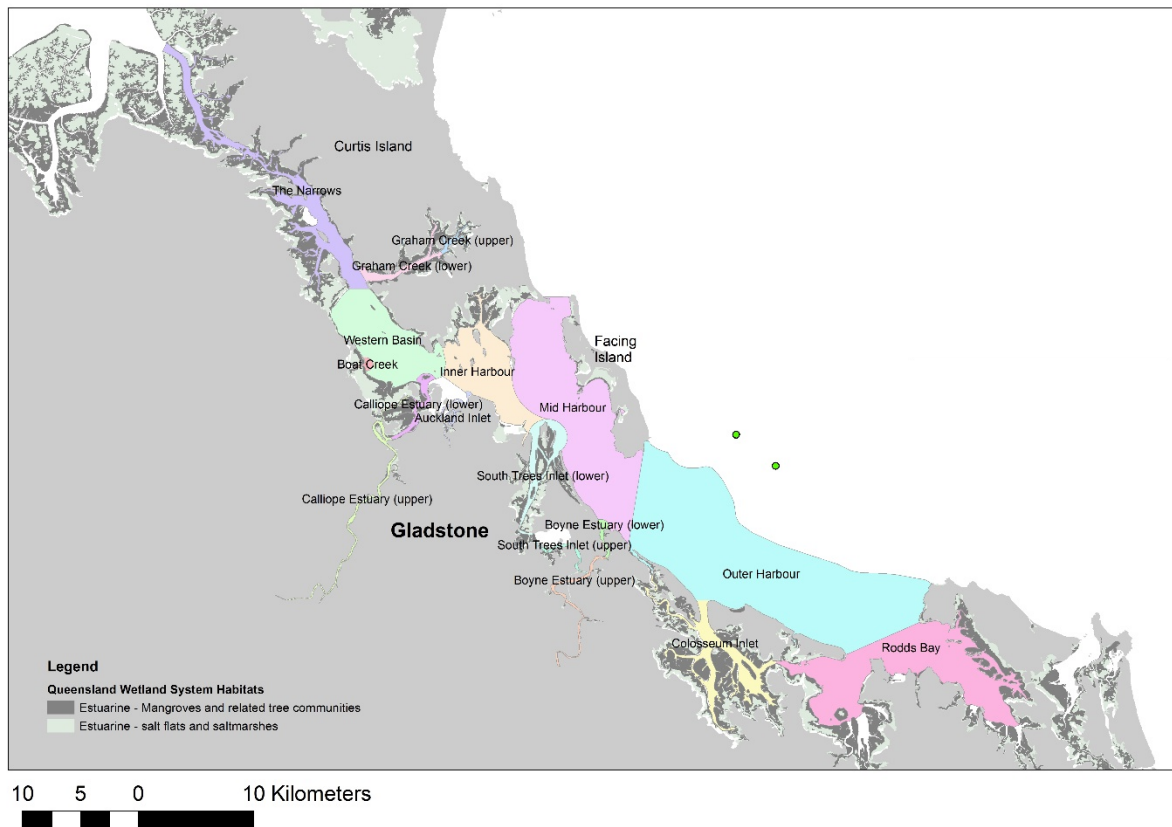 Curtis Island
The Narrows
Graham Creek (upper)
Graham Creek (lower)
Western Basin
Facing
Island
Boat Creek
Inner Harbour
Calliope Estuary (lower)
Mid Harbour
Auckland Inlet
South Trees Inlet (lower)
Calliope Estuary (upper)
Gladstone
Boyne Estuary (lower)
South Trees Inlet (upper)
Boyne Estuary (upper)
Outer Harbour
Colosseum Inlet
Rodds Bay
Legend
Queensland Wetland System Habitats
Estuarine - Mangroves and related tree communities
Estuarine - salt flats and saltmarshes
10 5 0 10 Kilometers